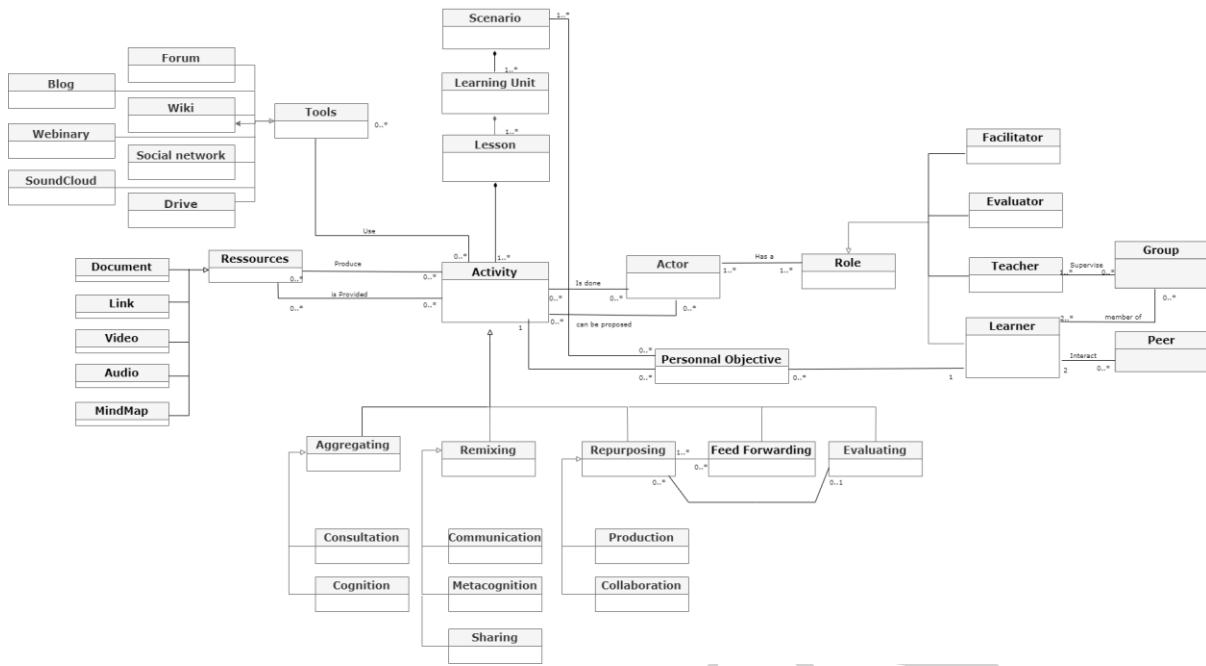 Scenario
1..*
1..*
Learning Unit
1..*
Lesson
Forum
Blog
Wiki
Tools
0..*
Webinary
Social network
SoundCloud
Drive
Use
0..*
1..*
Ressources
Document
Link
Video
Audio
MindMap
0..*
Produce
0..*
0..*
is Provided
0..*
Activity
Is done
0..*
0..*
0..*
can be proposed
0..*
1
Actor
1..*
Has a
1..*
Role
Facilitator
Evaluator
Teacher
1..*
Supervise
0..*
Group
0..*
Learner
2..*
member of
Interact
2
0..*
Peer
0..*
0..*
Personnal Objective
0..*
1
Aggregating
Remixing
Repurposing
1..*
0..*
0..*
Feed Forwarding
Evaluating
0..1
Consultation
Cognition
Communication
Metacognition
Sharing
Production
Collaboration